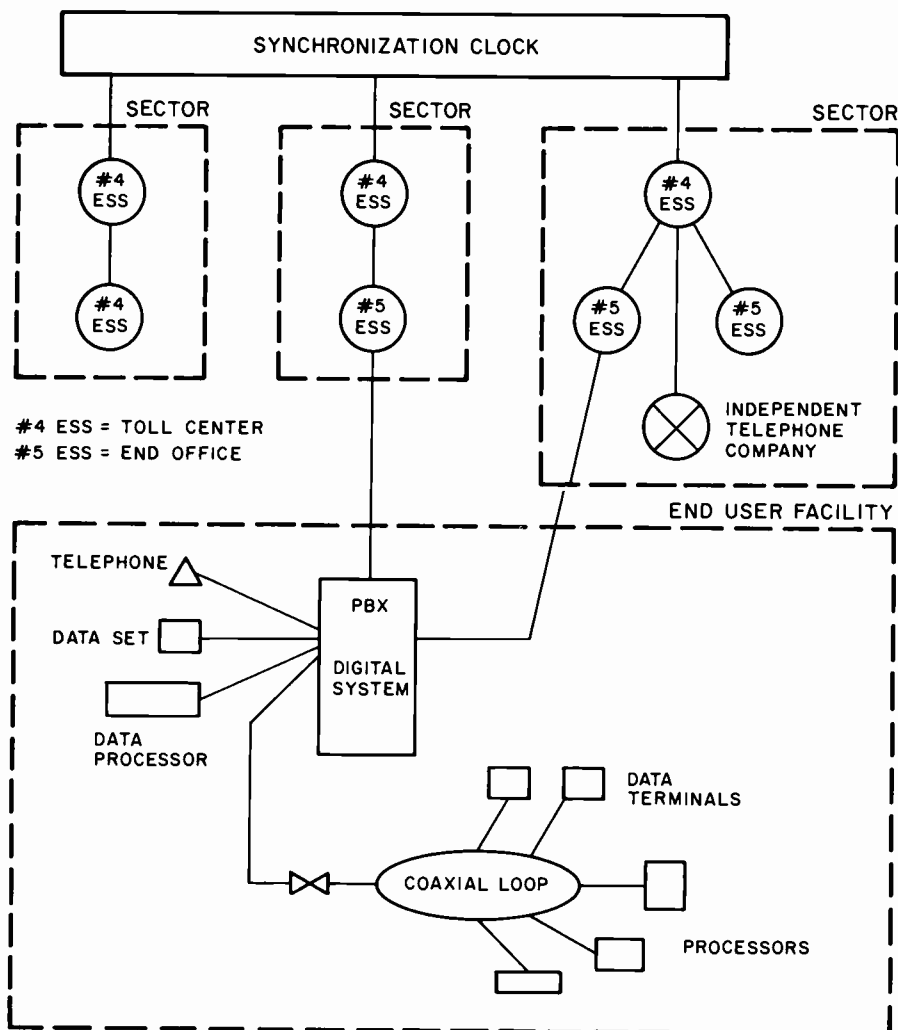 SYNCHRONIZATION CLOCK
SECTOR
SECTOR
SECTOR
#4
ESS
#4
ESS
#4
ESS
#4
ESS
#5
ESS
#5
ESS
#5
ESS
INDEPENDENT
TELEPHONE
COMPANY
#4 ESS = TOLL CENTER
#5 ESS = END OFFICE
END USER FACILITY
TELEPHONE
DATA SET
DATA
PROCESSOR
PBX
DIGITAL
SYSTEM
DATA
TERMINALS
COAXIAL LOOP
PROCESSORS